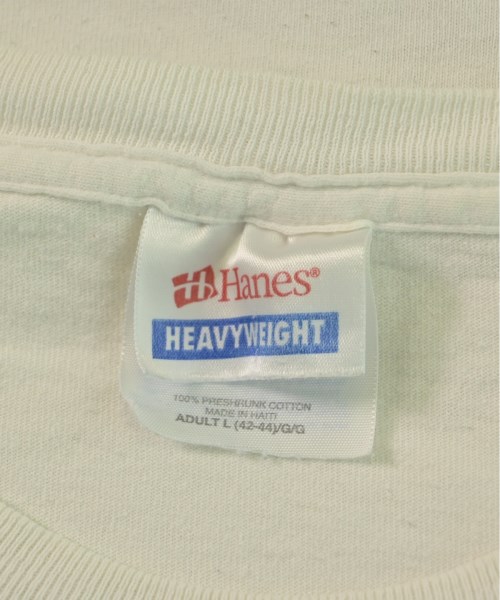 Hanes®
HEAVYWEIGHT
100% PRESHRUNK COTTON
MADE IN HAITI
ADULT L (42-44)/G/G